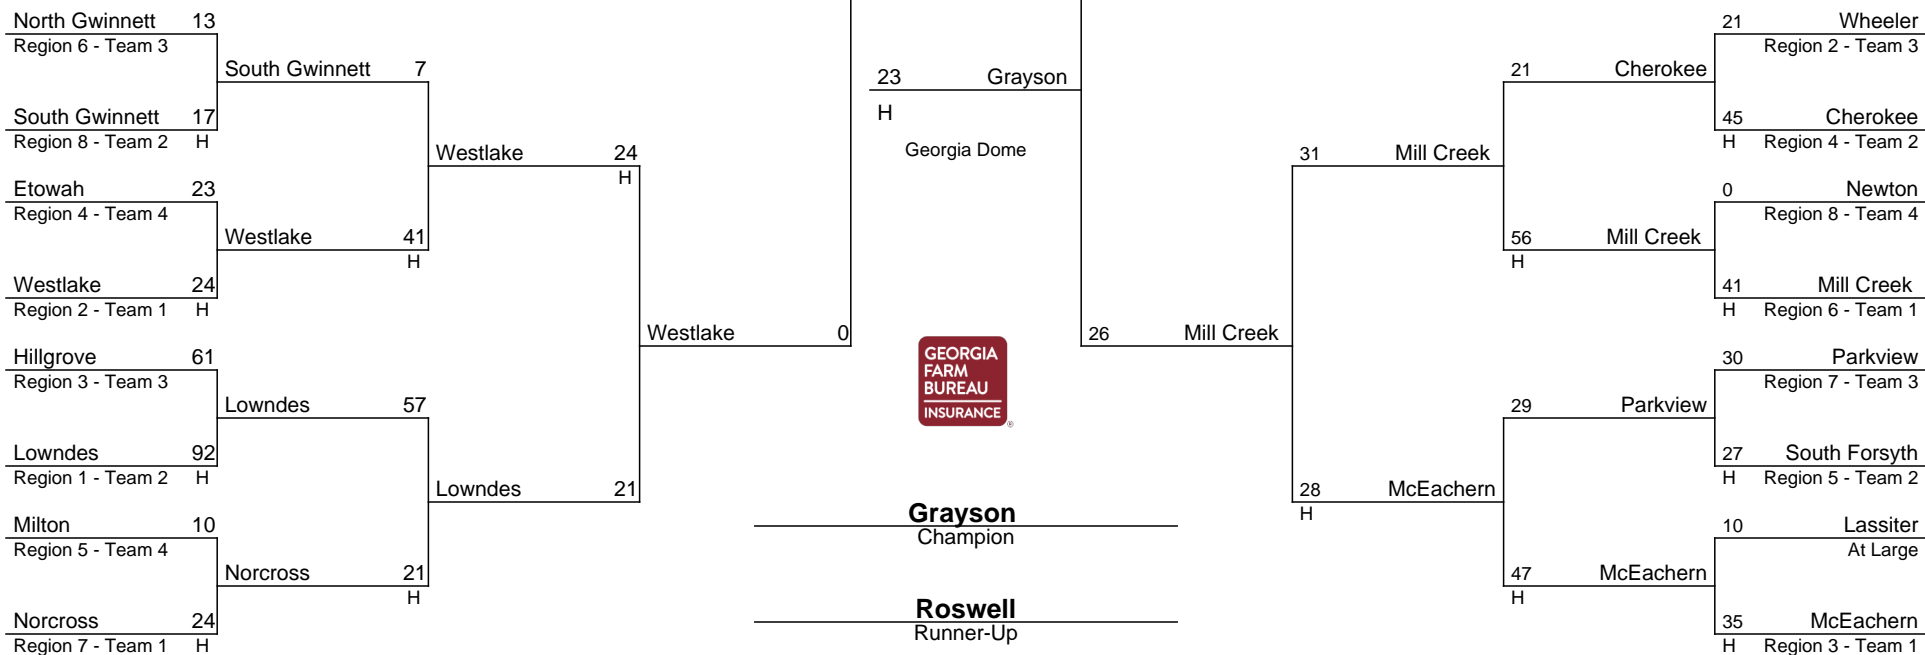 North Gwinnett 13
Region 6 - Team 3
South Gwinnett 7
South Gwinnett 17
Region 8 - Team 2 H
Westlake 24
H
Etowah 23
Region 4 - Team 4
Westlake 41
H
Westlake 24
Region 2 - Team 1 H
Westlake 0
Hillgrove 61
Region 3 - Team 3
Lowndes 57
Lowndes 92
Region 1 - Team 2 H
Lowndes 21
Milton 10
Region 5 - Team 4
Norcross 21
H
Norcross 24
Region 7 - Team 1 H
23 Grayson
H
Georgia Dome
GEORGIA
FARM
BUREAU
INSURANCE
®
Grayson
Champion
Roswell
Runner-Up
26 Mill Creek
31 Mill Creek
28 McEachern
H
21 Cherokee
56 Mill Creek
H
29 Parkview
47 McEachern
H
21 Wheeler
Region 2 - Team 3
45 Cherokee
H Region 4 - Team 2
0 Newton
Region 8 - Team 4
41 Mill Creek
H Region 6 - Team 1
30 Parkview
Region 7 - Team 3
27 South Forsyth
H Region 5 - Team 2
10 Lassiter
At Large
35 McEachern
H Region 3 - Team 1